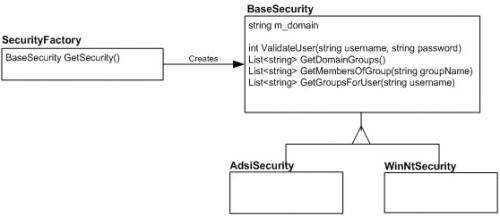 BaseSecurity
string m_domain
int ValidateUser(string username, string password)
List<string> GetDomainGroups()
List<string> GetMembersOfGroup(string groupName)
List<string> GetGroupsForUser(string username)
SecurityFactory
BaseSecurity GetSecurity()
Creates
AdsiSecurity
WinNtSecurity